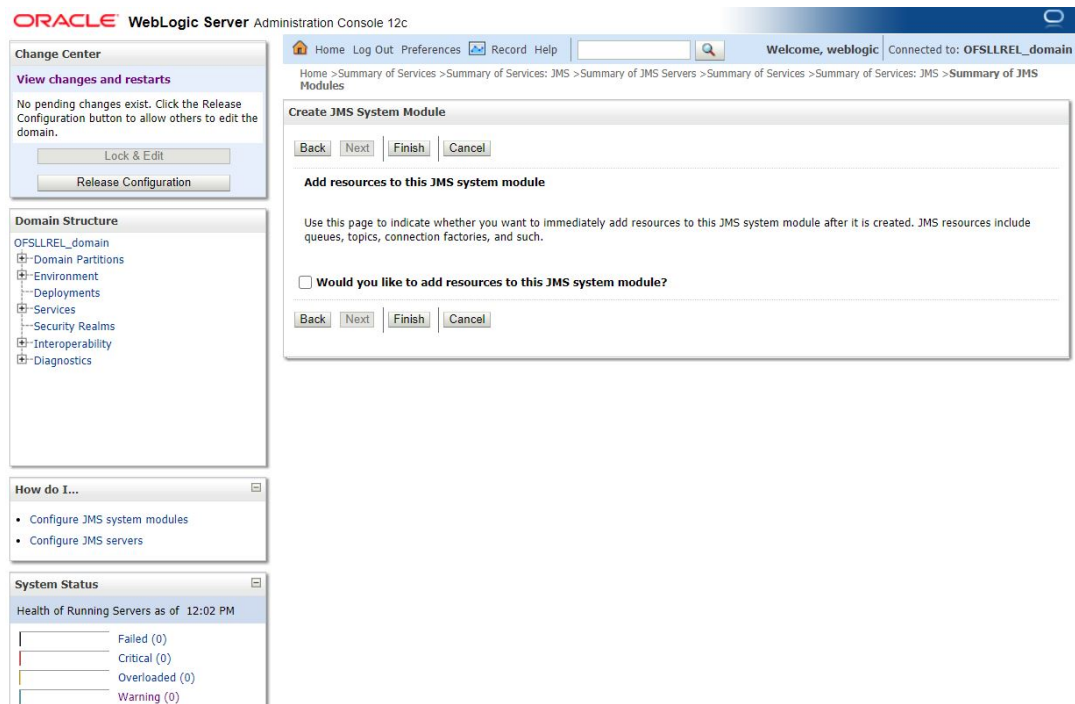 ORACLE WebLogic Server Administration Console 12c
Change Center
View changes and restarts
No pending changes exist. Click the Release
Configuration button to allow others to edit the
domain.
Lock & Edit
Release Configuration
Domain Structure
OFSLLREL_domain
Domain Partitions
Environment
Deployments
Services
Security Realms
Interoperability
Diagnostics
How do I...
Configure JMS system modules
Configure JMS servers
System Status
Health of Running Servers as of 12:02 PM
Failed (0)
Critical (0)
Overloaded (0)
Warning (0)
Home Log Out Preferences Record Help
Welcome, weblogic Connected to: OFSLLREL_domain
Home >Summary of Services >Summary of Services: JMS >Summary of JMS Servers >Summary of Services >Summary of Services: JMS >Summary of JMS
Modules
Create JMS System Module
Back Next Finish Cancel
Add resources to this JMS system module
Use this page to indicate whether you want to immediately add resources to this JMS system module after it is created. JMS resources include
queues, topics, connection factories, and such.
Would you like to add resources to this JMS system module?
Back Next Finish Cancel